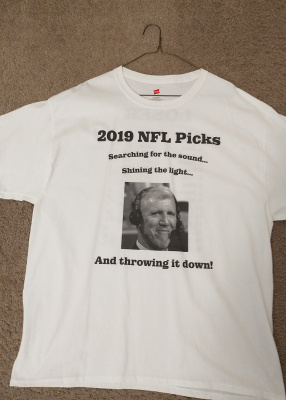 2019 NFL Picks
Searching for the sound...
Shining the light...
And throwing it down!